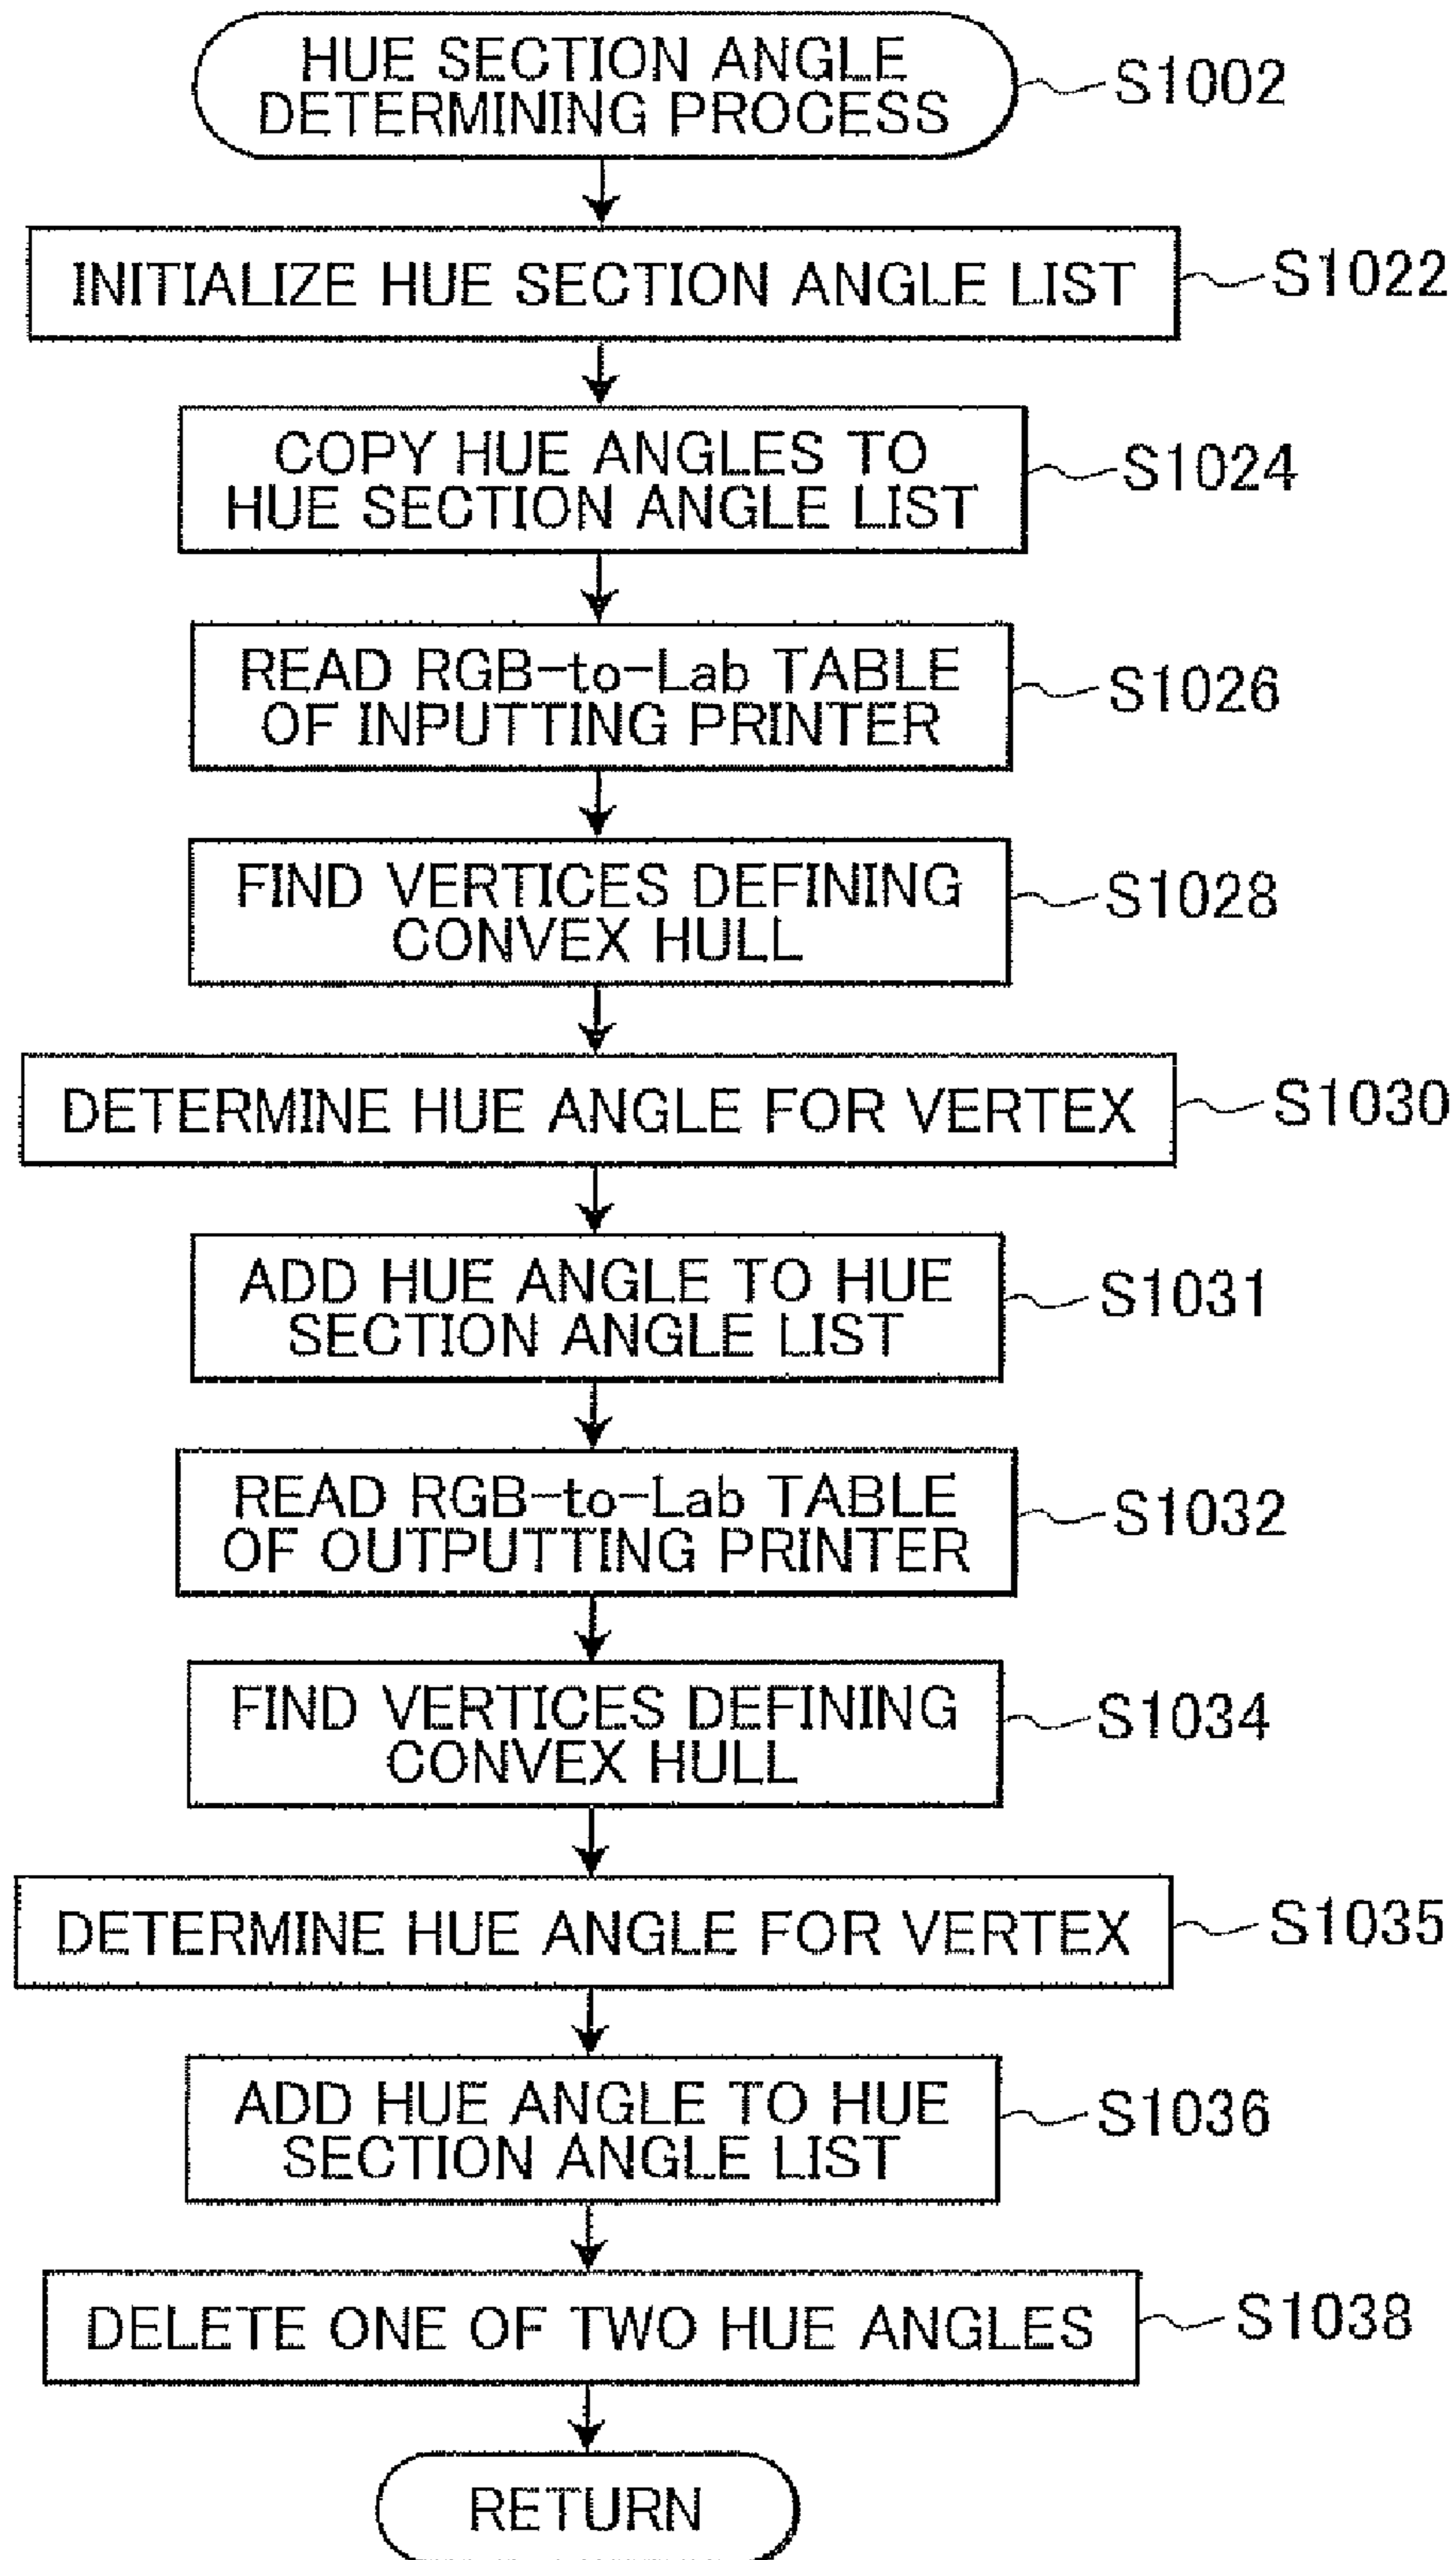 HUE SECTION ANGLE
DETERMINING PROCESS
S1002
INITIALIZE HUE SECTION ANGLE LIST
S1022
COPY HUE ANGLES TO
HUE SECTION ANGLE LIST
S1024
READ RGB-to-Lab TABLE
OF INPUTTING PRINTER
S1026
FIND VERTICES DEFINING
CONVEX HULL
S1028
DETERMINE HUE ANGLE FOR VERTEX
S1030
ADD HUE ANGLE TO HUE
SECTION ANGLE LIST
S1031
READ RGB-to-Lab TABLE
OF OUTPUTTING PRINTER
S1032
FIND VERTICES DEFINING
CONVEX HULL
S1034
DETERMINE HUE ANGLE FOR VERTEX
S1035
ADD HUE ANGLE TO HUE
SECTION ANGLE LIST
S1036
DELETE ONE OF TWO HUE ANGLES
S1038
RETURN